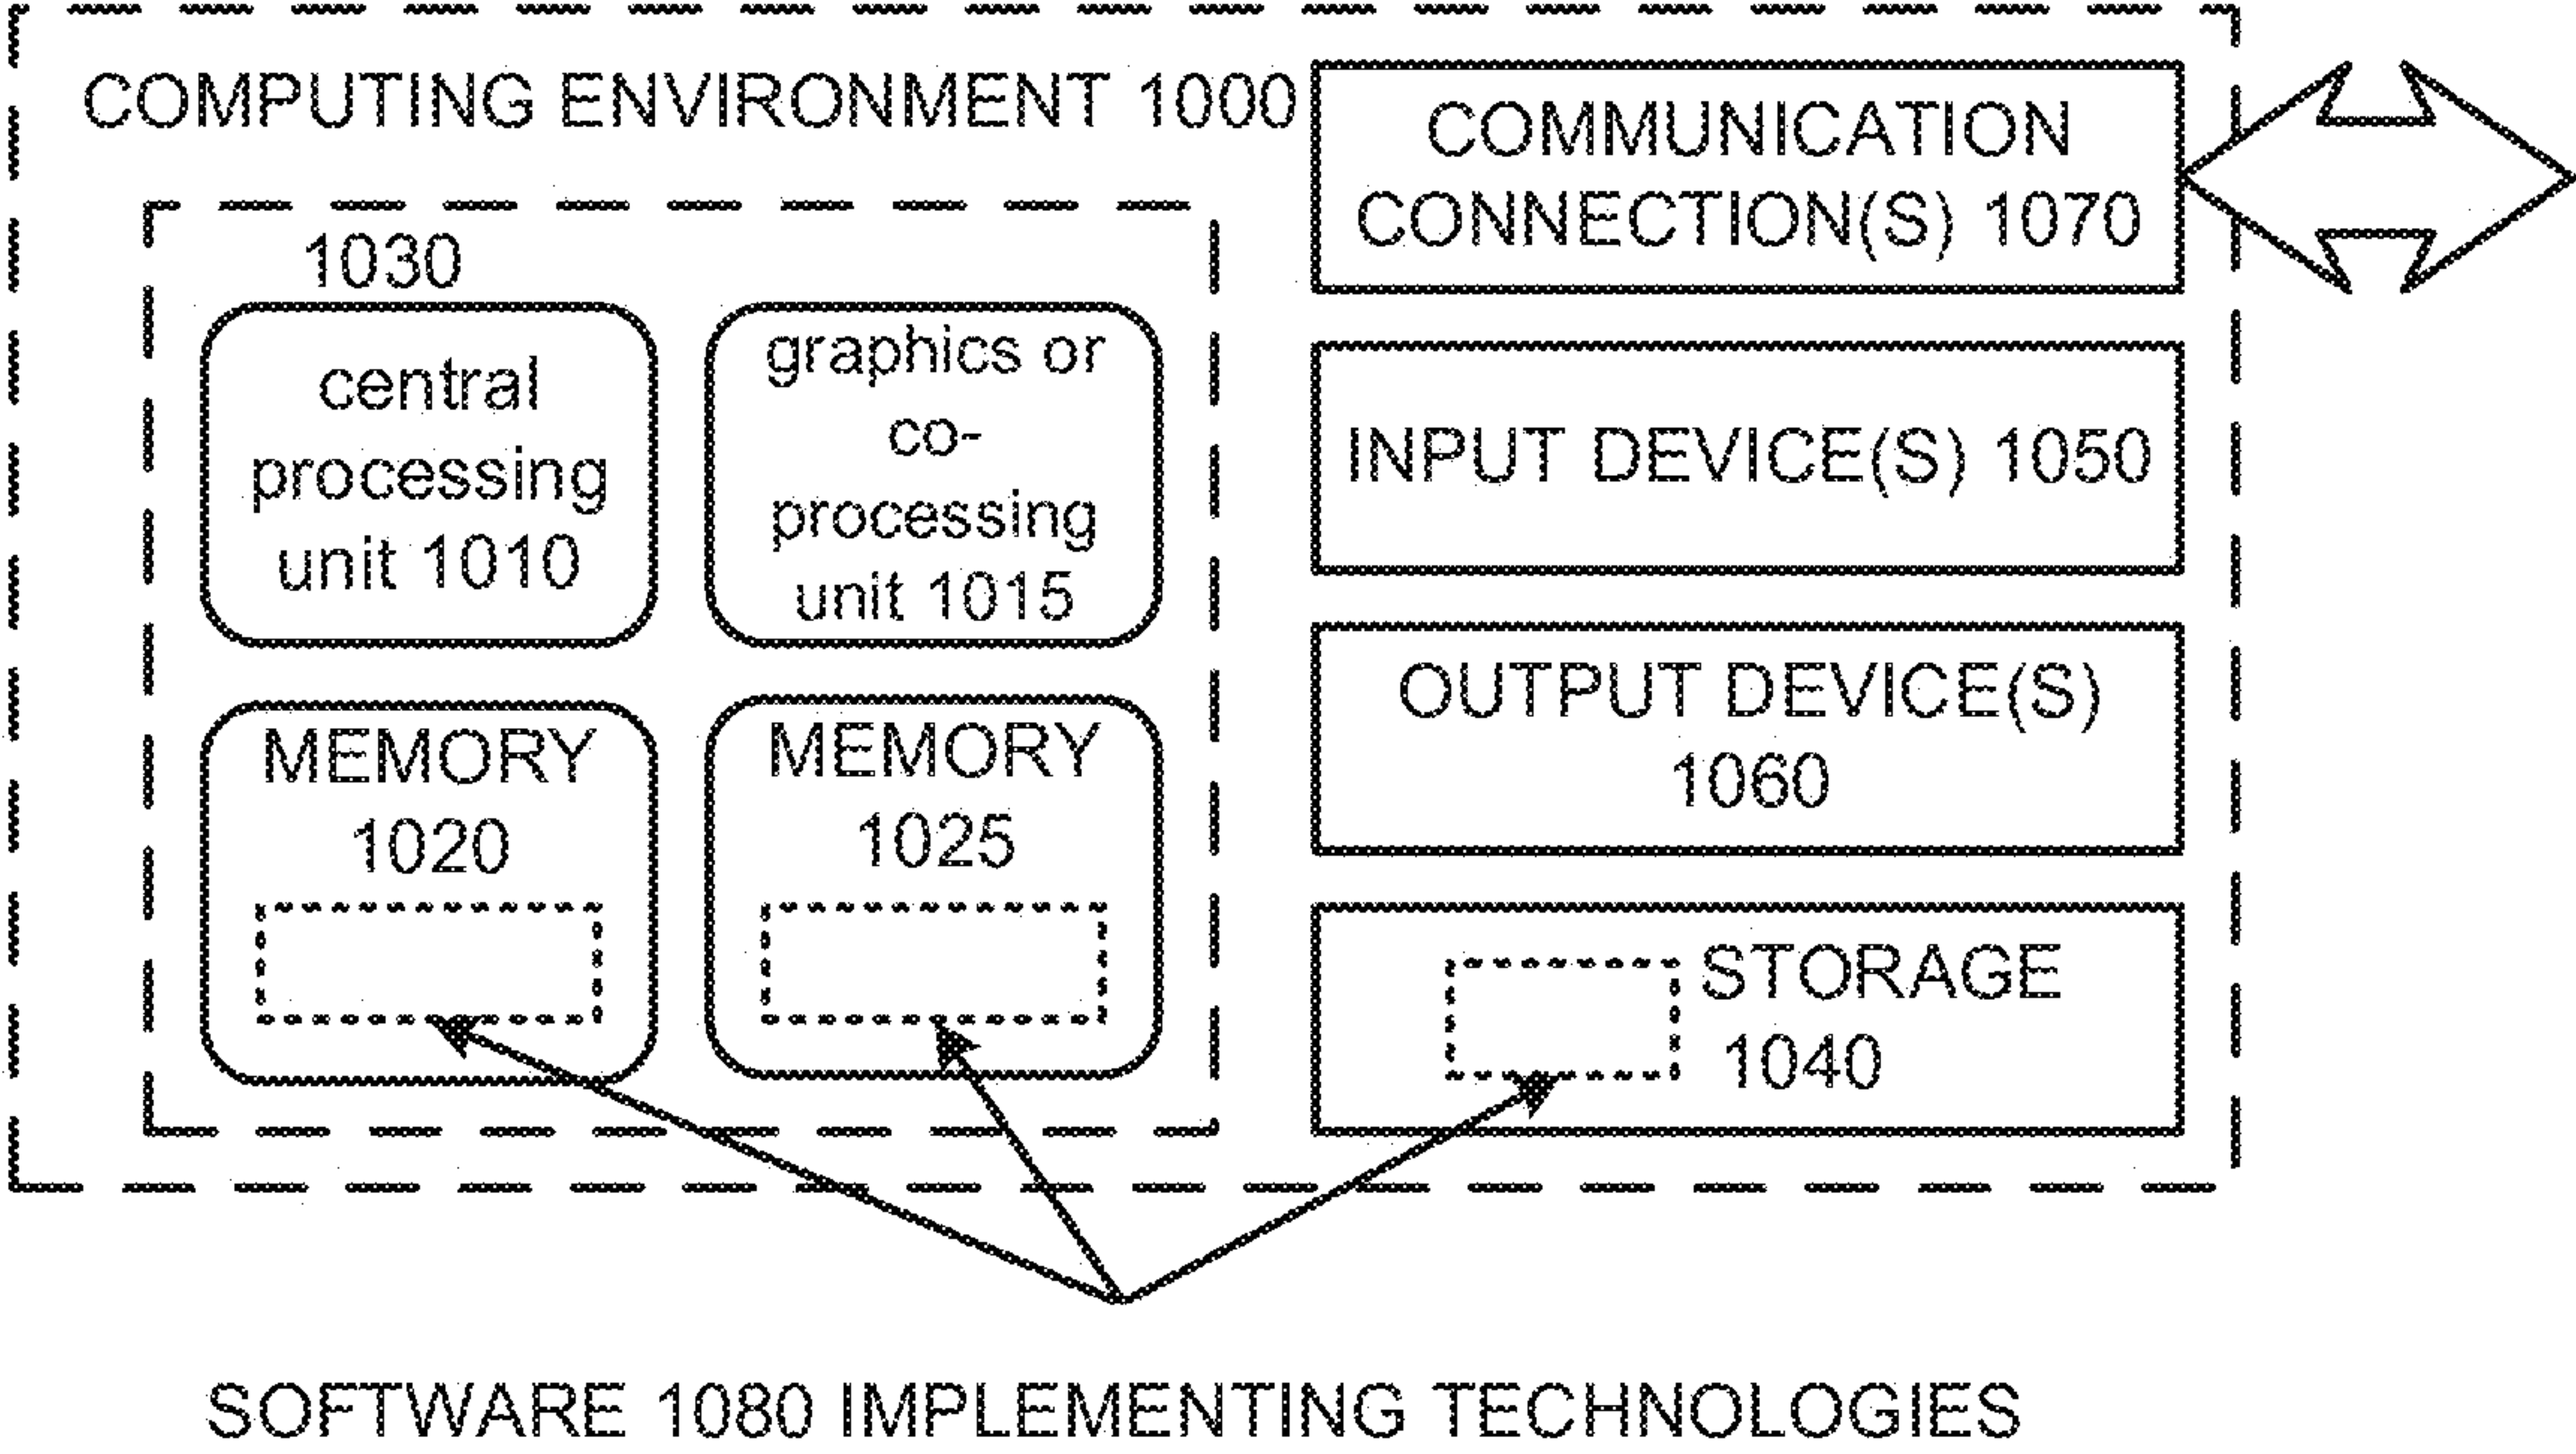 COMPUTING ENVIRONMENT 1000
1030
central
processing
unit 1010
graphics or
co-
processing
unit 1015
MEMORY
1020
MEMORY
1025
COMMUNICATION
CONNECTION(S) 1070
INPUT DEVICE(S) 1050
OUTPUT DEVICE(S)
1060
STORAGE
1040
SOFTWARE 1080 IMPLEMENTING TECHNOLOGIES